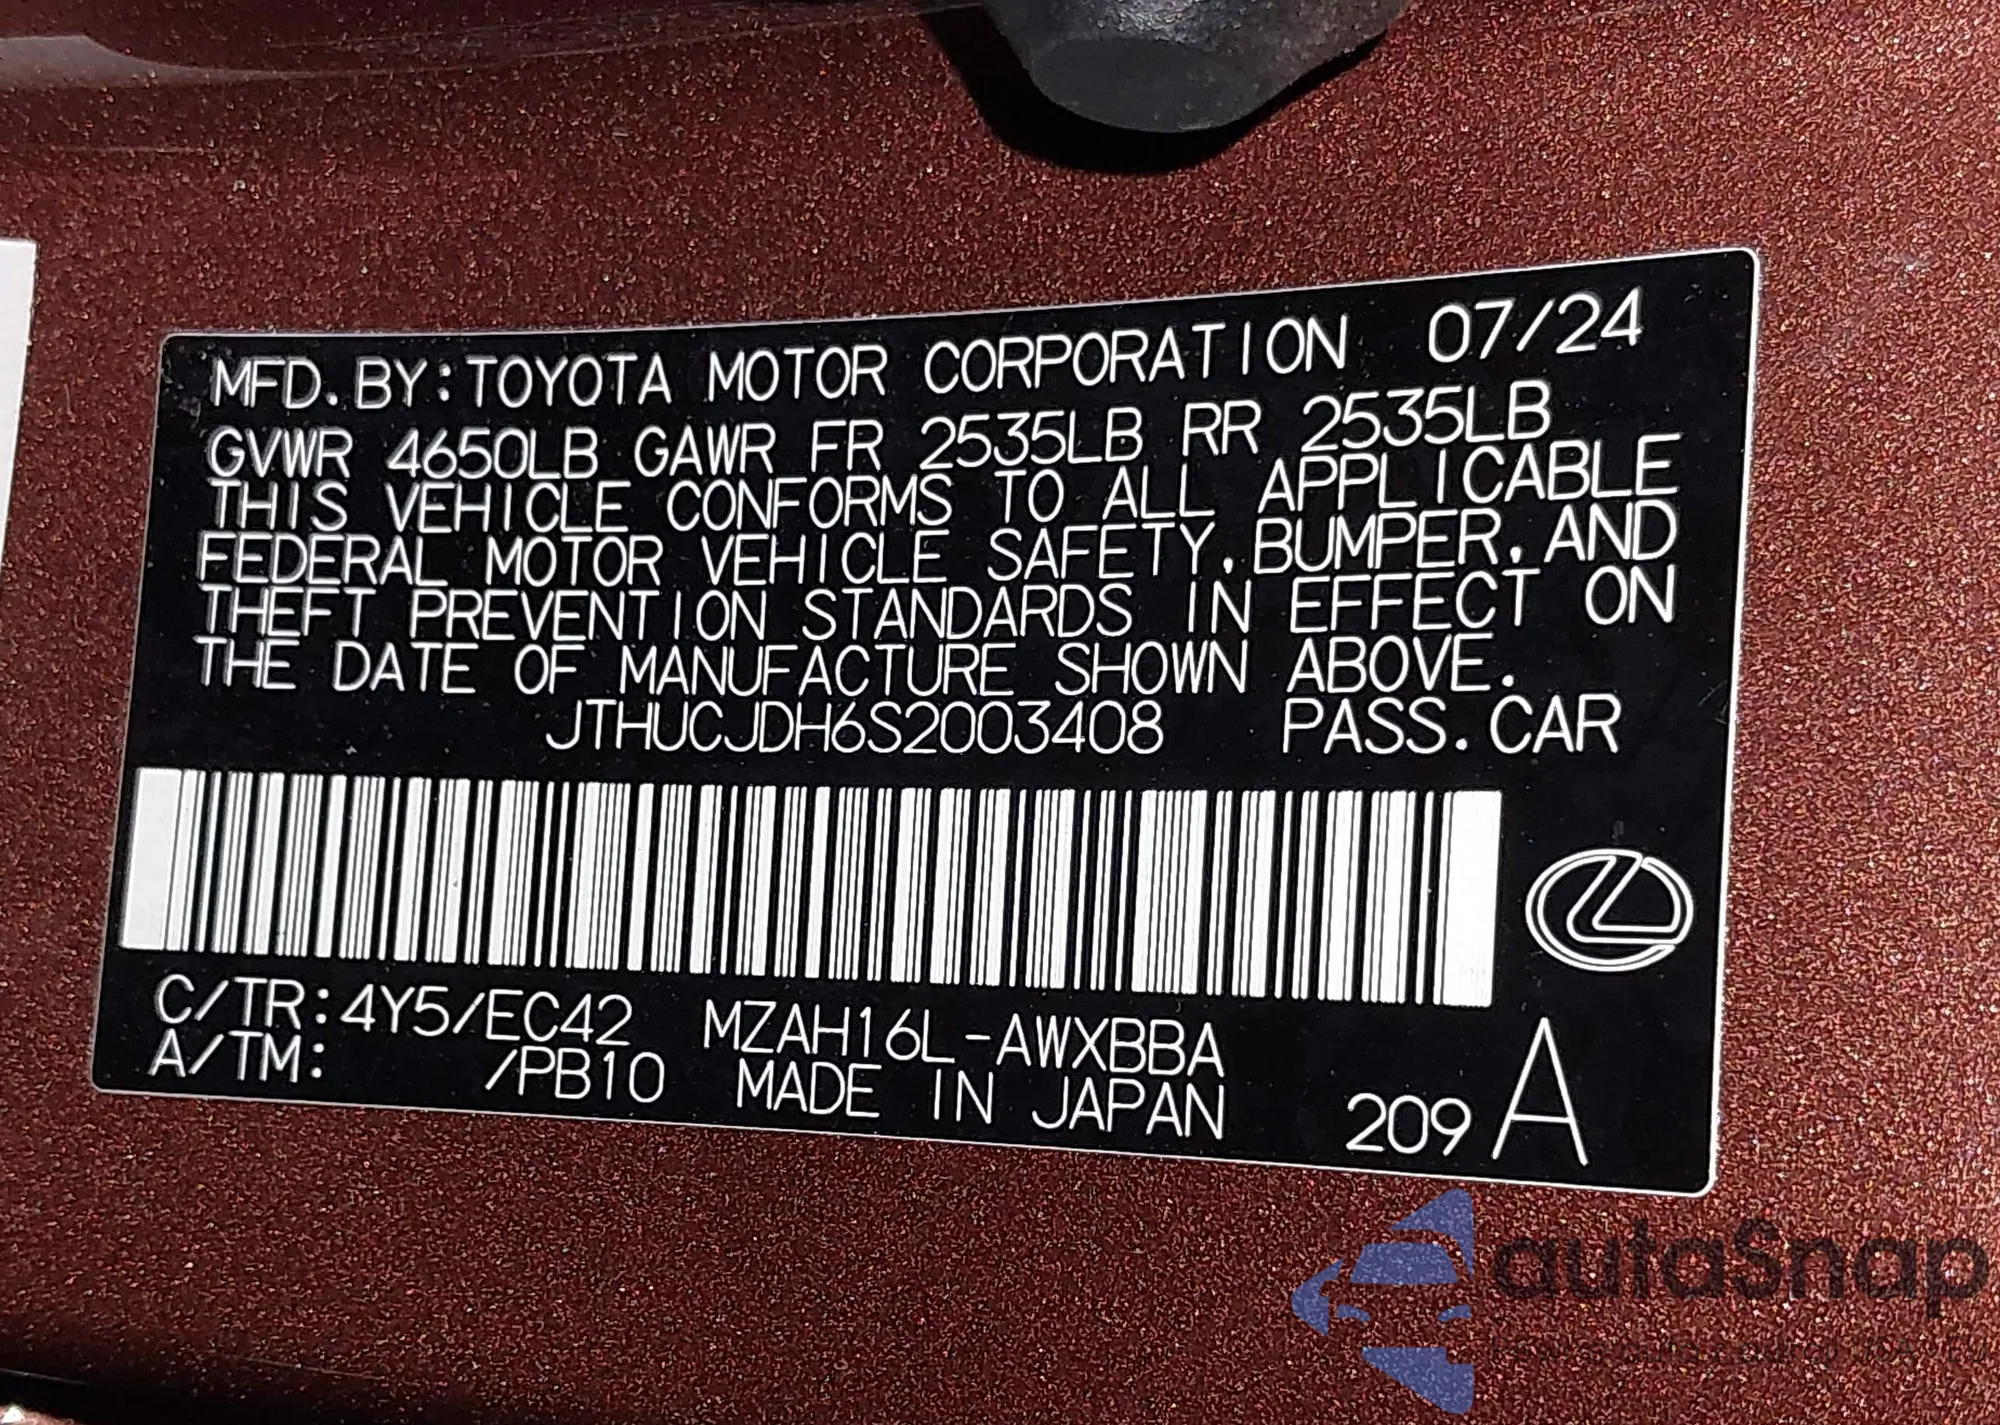 MFD. BY: TOYOTA MOTOR CORPORATION 07/24
GVWR 4650LB GAWR FR 2535LB RR 2535LB
THIS VEHICLE CONFORMS TO ALL APPLICABLE
FEDERAL MOTOR VEHICLE SAFETY, BUMPER, AND
THEFT PREVENTION STANDARDS IN EFFECT ON
THE DATE OF MANUFACTURE SHOWN ABOVE.
JTHUCJDH6S2003408 PASS. CAR
C/TR: 4Y5/EC42 MZAH16L-AWXBBA
A/TM: /PB10 MADE IN JAPAN 209 A
autaSnap